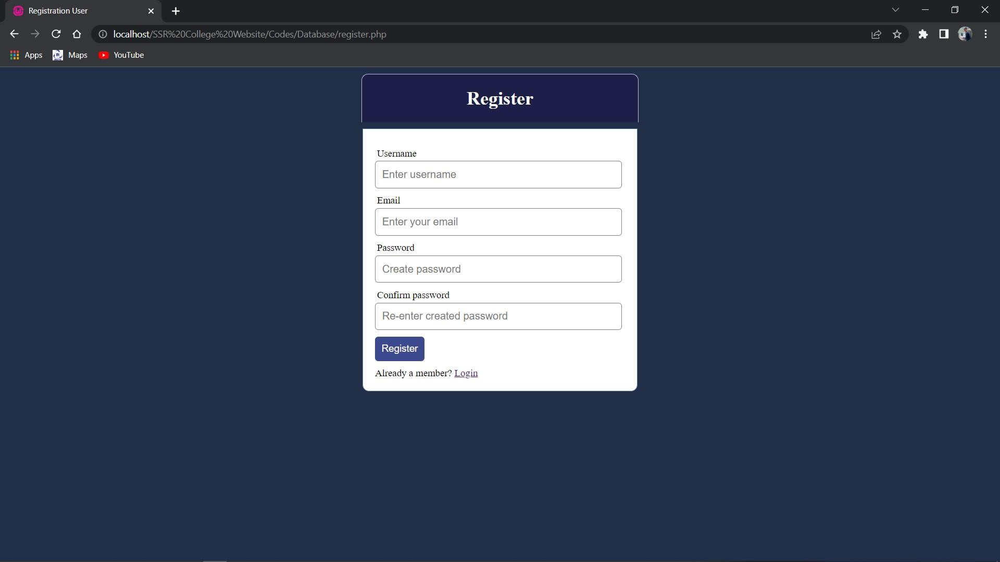 Registration User
localhost/SSR%20College%20Website/Codes/Database/register.php
Apps Maps YouTube
Register
Username
Enter username
Email
Enter your email
Password
Create password
Confirm password
Re-enter created password
Register
Already a member? Login